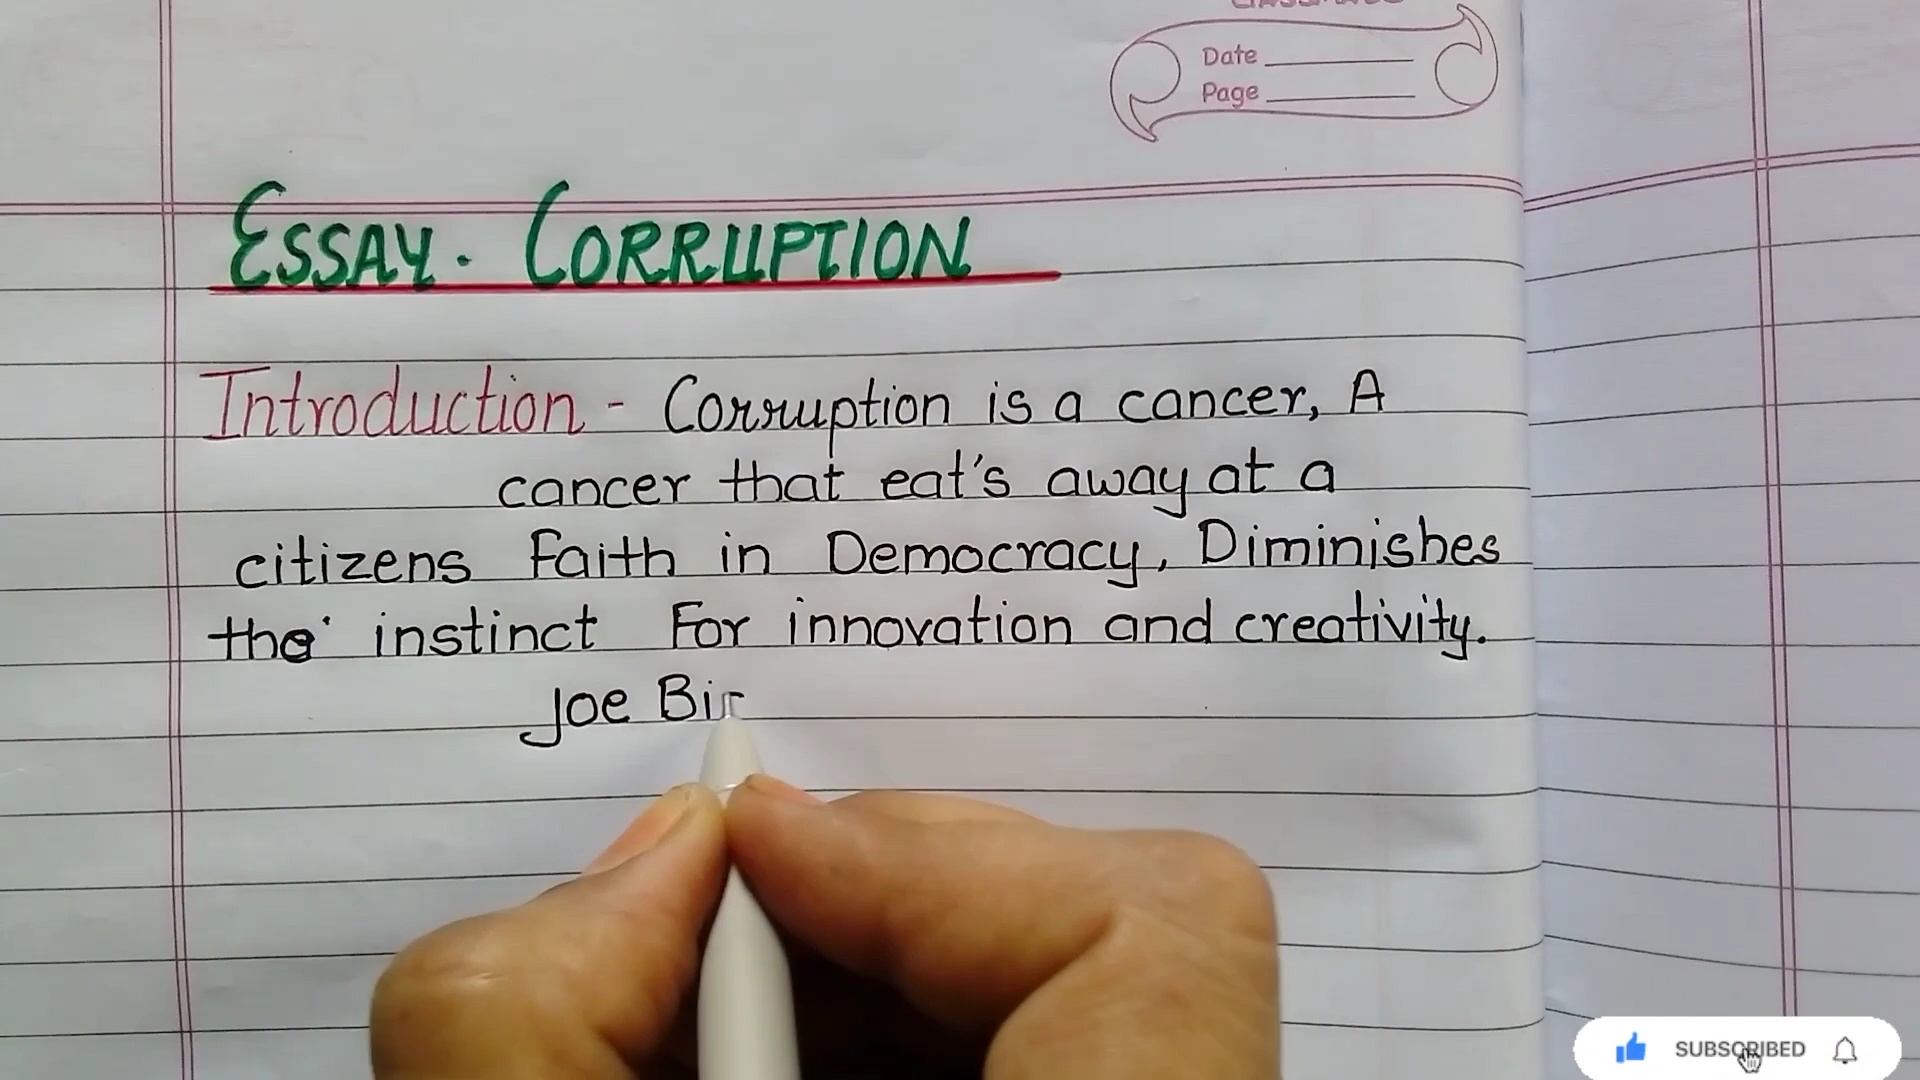 Date
Page
ESSAY. CORRUPTION
Introduction - Corruption is a cancer, A
cancer that eat's away at a
citizens Faith in Democracy, Diminishes
the instinct For innovation and creativity.
Joe Bi
SUBSCRIBED